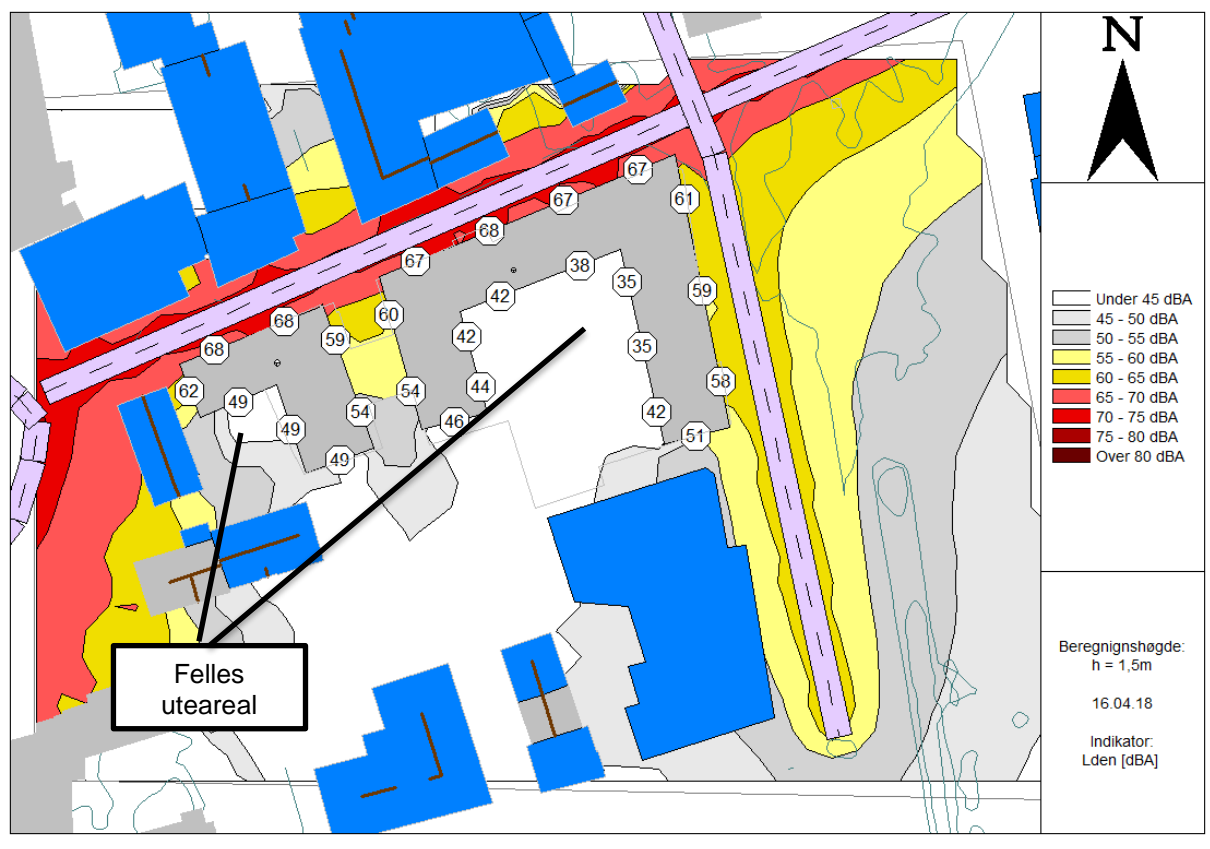 N
67
61
67
68
67
38
35
42
59
60
68
59
42
35
68
58
62
44
49
54
54
42
49
46
51
49
Under 45 dBA
45 - 50 dBA
50 - 55 dBA
55 - 60 dBA
60 - 65 dBA
65 - 70 dBA
70 - 75 dBA
75 - 80 dBA
Over 80 dBA
Felles
uteareal
Beregnignshøgde:
h = 1,5m
16.04.18
Indikator:
Lden [dBA]